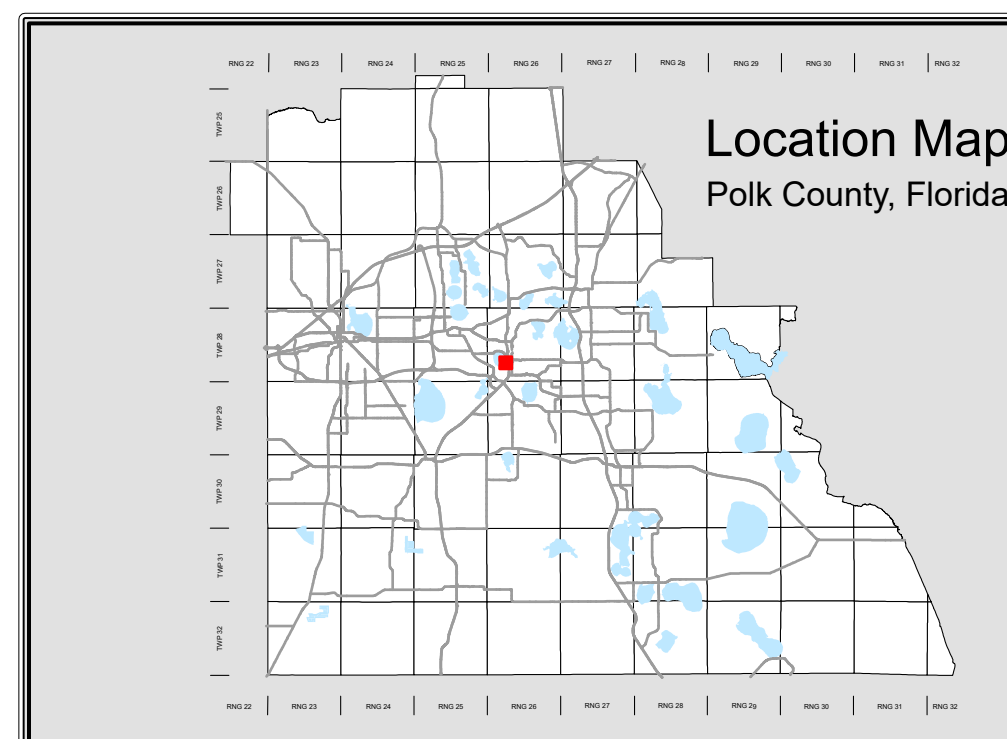 RNG 22 RNG 23 RNG 24 RNG 25 RNG 26 RNG 27 RNG 28 RNG 29 RNG 30 RNG 31 RNG 32
Location Map
Polk County, Florida
TWP 25
TWP 26
TWP 27
TWP 28
TWP 29
TWP 30
TWP 31
TWP 32
RNG 22 RNG 23 RNG 24 RNG 25 RNG 26 RNG 27 RNG 28 RNG 29 RNG 30 RNG 31 RNG 32